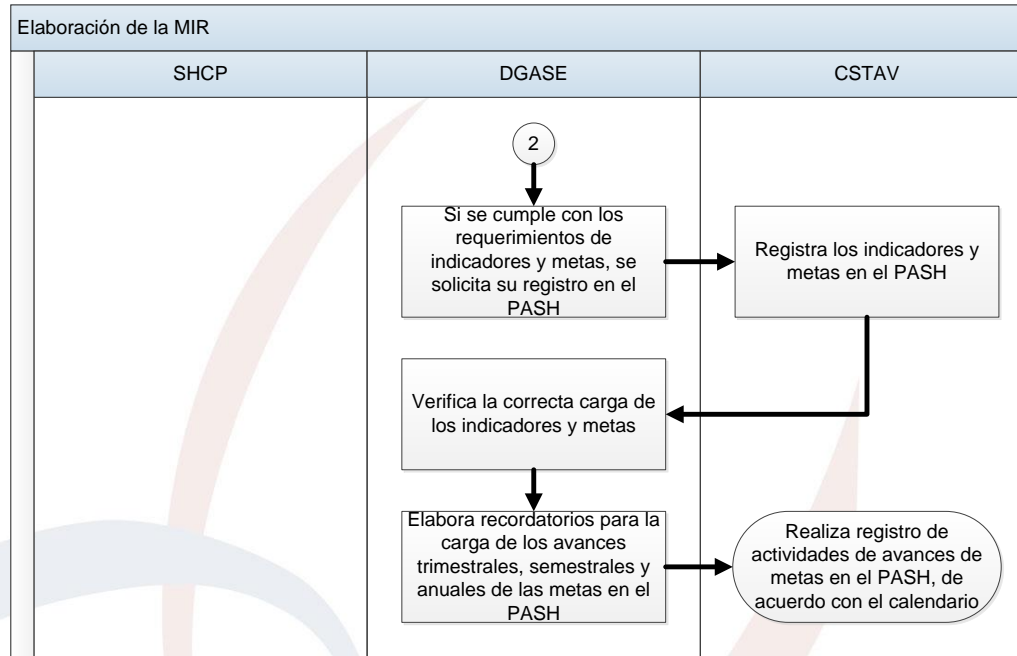 Elaboración de la MIR
SHCP
DGASE
CSTAV
2
Si se cumple con los
requerimientos de
indicadores y metas, se
solicita su registro en el
PASH
Registra los indicadores y
metas en el PASH
Verifica la correcta carga de
los indicadores y metas
Elabora recordatorios para la
carga de los avances
trimestrales, semestrales y
anuales de las metas en el
PASH
Realiza registro de
actividades de avances de
metas en el PASH, de
acuerdo con el calendario